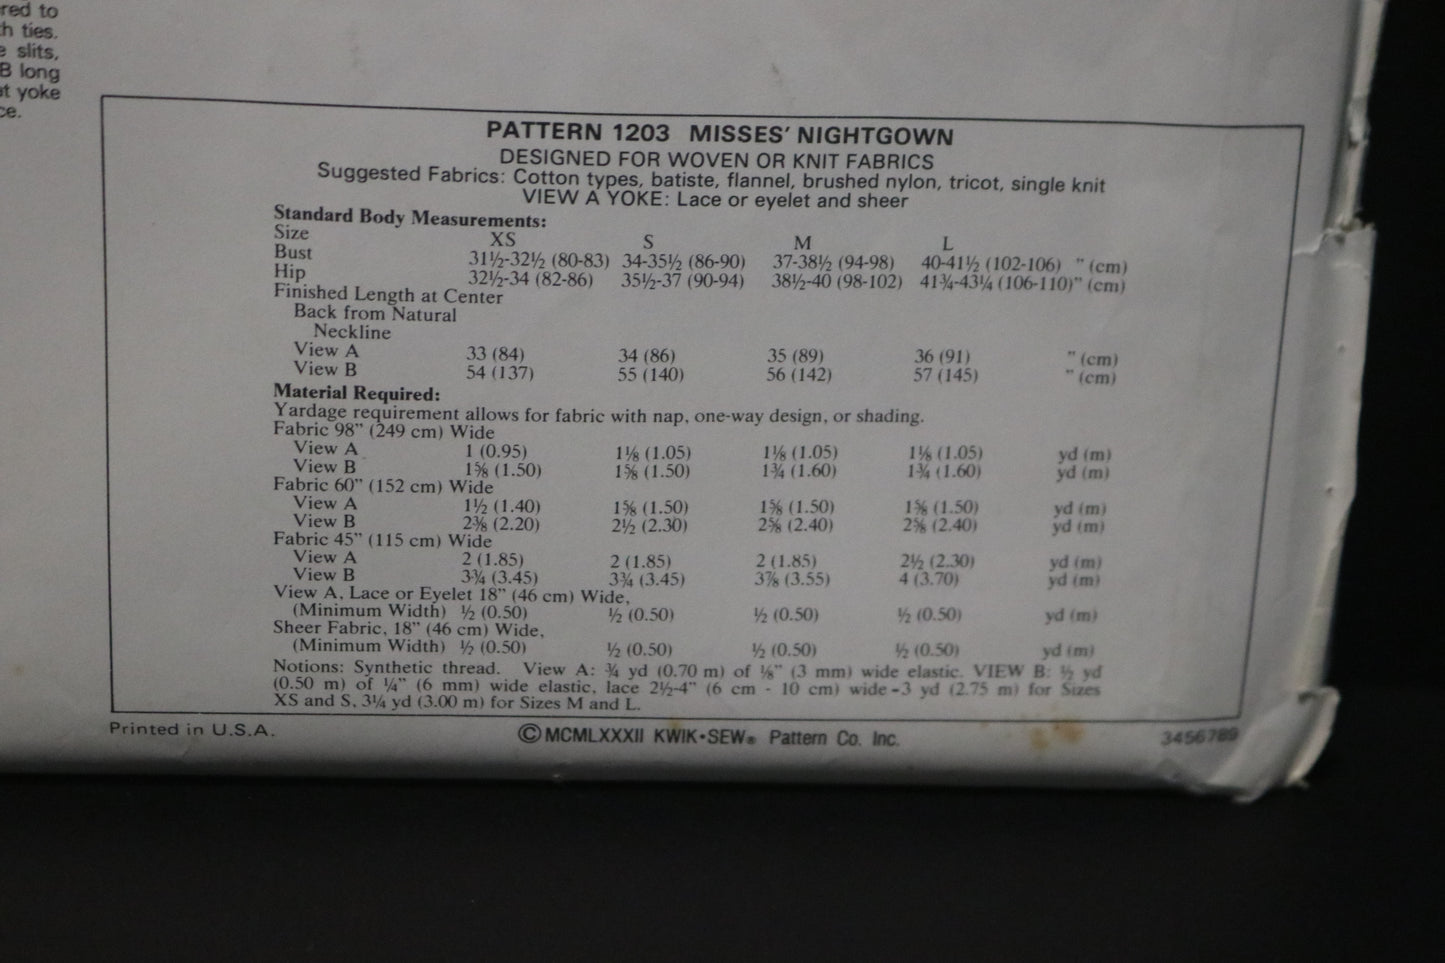 red to
h ties.
e slits,
B long
at yoke
ce.
PATTERN 1203 MISSES' NIGHTGOWN
DESIGNED FOR WOVEN OR KNIT FABRICS
Suggested Fabrics: Cotton types, batiste, flannel, brushed nylon, tricot, single knit
VIEW A YOKE: Lace or eyelet and sheer
Standard Body Measurements:
Size XS S M L
Bust 31½-32½ (80-83) 34-35½ (86-90) 37-38½ (94-98) 40-41½ (102-106) " (cm)
Hip 32½-34 (82-86) 35½-37 (90-94) 38½-40 (98-102) 41¾-43¼ (106-110)" (cm)
Finished Length at Center
Back from Natural
Neckline
View A 33 (84) 34 (86) 35 (89) 36 (91) " (cm)
View B 54 (137) 55 (140) 56 (142) 57 (145) " (cm)
Material Required:
Yardage requirement allows for fabric with nap, one-way design, or shading.
Fabric 98" (249 cm) Wide
View A 1 (0.95) 1⅛ (1.05) 1⅛ (1.05) 1⅛ (1.05) yd (m)
View B 1⅝ (1.50) 1⅝ (1.50) 1¾ (1.60) 1¾ (1.60) yd (m)
Fabric 60" (152 cm) Wide
View A 1½ (1.40) 1⅝ (1.50) 1⅝ (1.50) 1⅝ (1.50) yd (m)
View B 2⅜ (2.20) 2½ (2.30) 2⅝ (2.40) 2⅝ (2.40) yd (m)
Fabric 45" (115 cm) Wide
View A 2 (1.85) 2 (1.85) 2 (1.85) 2½ (2.30) yd (m)
View B 3¾ (3.45) 3¾ (3.45) 3⅞ (3.55) 4 (3.70) yd (m)
View A, Lace or Eyelet 18" (46 cm) Wide,
(Minimum Width) ½ (0.50) ½ (0.50) ½ (0.50) ½ (0.50) yd (m)
Sheer Fabric, 18" (46 cm) Wide,
(Minimum Width) ½ (0.50) ½ (0.50) ½ (0.50) ½ (0.50) yd (m)
Notions: Synthetic thread. View A: ¾ yd (0.70 m) of ⅛" (3 mm) wide elastic. VIEW B: ½ yd
(0.50 m) of ¼" (6 mm) wide elastic, lace 2½-4" (6 cm - 10 cm) wide-3 yd (2.75 m) for Sizes
XS and S, 3¼ yd (3.00 m) for Sizes M and L.
Printed in U.S.A. © MCMLXXXII KWIK•SEW® Pattern Co. Inc. 3456789